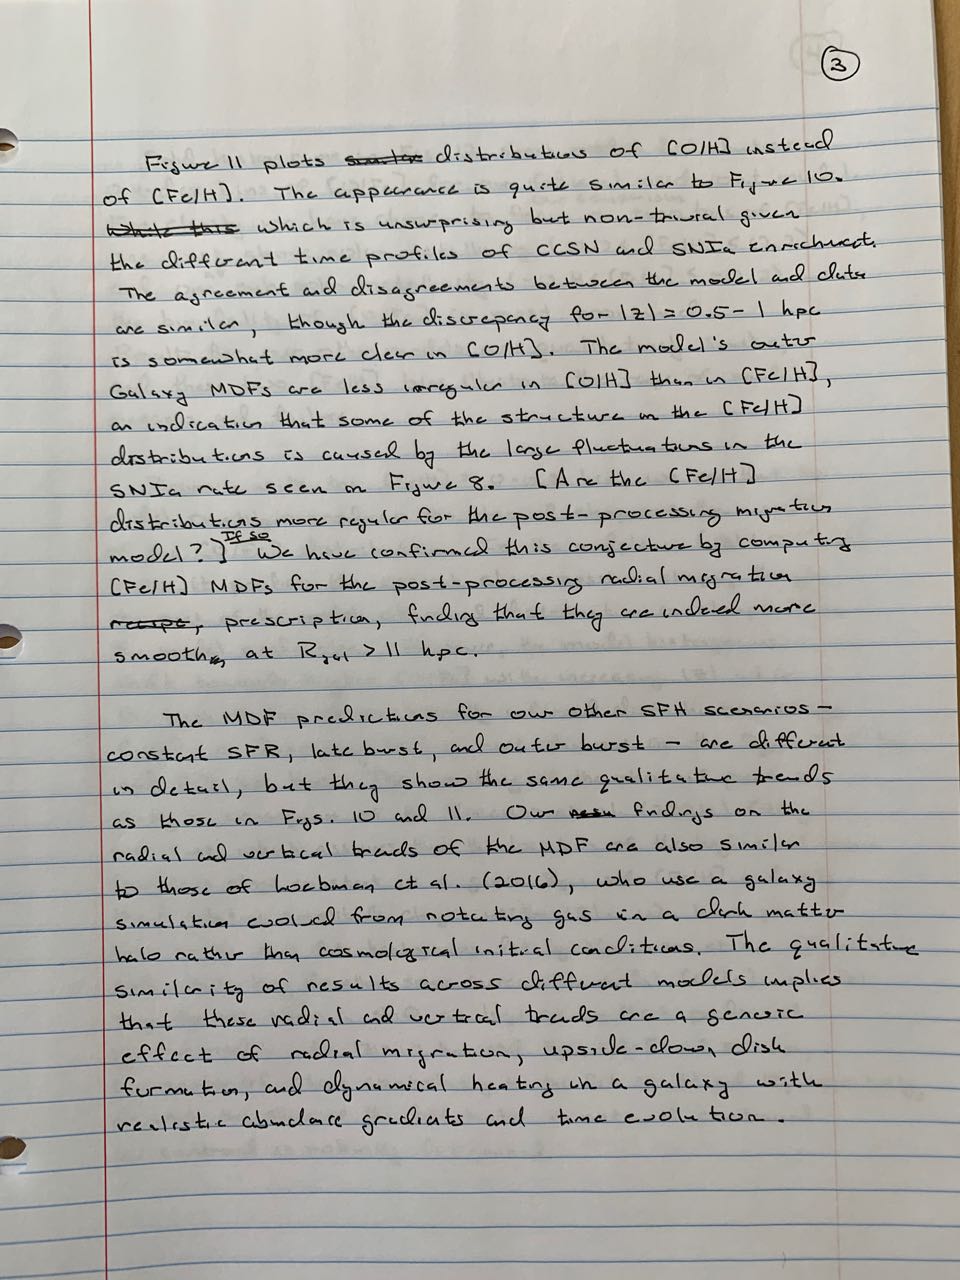 3
Figure 11 plots distributions of [O/H] instead
of [Fe/H]. The appearance is quite similar to Figure 10.
While this which is unsurprising but non-trivial given
the different time profiles of CCSN and SNIa enrichment.
The agreement and disagreements between the model and data
are similar, though the discrepancy for |z| = 0.5-1 kpc
is somewhat more clear in [O/H]. The model's outer
Galaxy MDFs are less irregular in [O/H] than in [Fe/H],
an indication that some of the structure in the [Fe/H]
distributions is caused by the large fluctuations in the
SNIa rate seen in Figure 8. [Are the [Fe/H]
distributions more regular for the post-processing migration
model?] If so We have confirmed this conjecture by computing
[Fe/H] MDFs for the post-processing radial migration
recipe, prescription, finding that they are indeed more
smooth, at Rgal > 11 kpc.
The MDF predictions for our other SFH scenarios -
constant SFR, late burst, and outer burst - are different
in detail, but they show the same qualitative trends
as those in Figs. 10 and 11. Our findings on the
radial and vertical trends of the MDF are also similar
to those of Loebman et al. (2016), who use a galaxy
simulation evolved from rotating gas in a dark matter
halo rather than cosmological initial conditions. The qualitative
similarity of results across different models implies
that these radial and vertical trends are a generic
effect of radial migration, upside-down disk
formation, and dynamical heating in a galaxy with
realistic abundance gradients and time evolution.